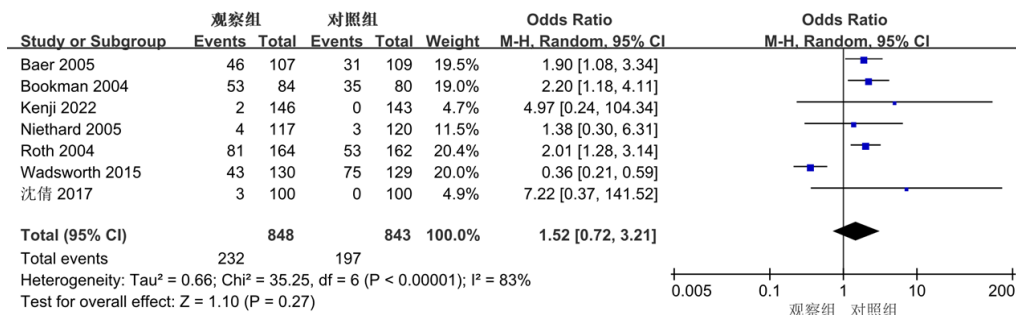 观察组 对照组 Odds Ratio Odds Ratio
Study or Subgroup Events Total Events Total Weight M-H, Random, 95% CI M-H, Random, 95% CI
Baer 2005 46 107 31 109 19.5% 1.90 [1.08, 3.34]
Bookman 2004 53 84 35 80 19.0% 2.20 [1.18, 4.11]
Kenji 2022 2 146 0 143 4.7% 4.97 [0.24, 104.34]
Niethard 2005 4 117 3 120 11.5% 1.38 [0.30, 6.31]
Roth 2004 81 164 53 162 20.4% 2.01 [1.28, 3.14]
Wadsworth 2015 43 130 75 129 20.0% 0.36 [0.21, 0.59]
沈倩 2017 3 100 0 100 4.9% 7.22 [0.37, 141.52]
Total (95% CI) 848 843 100.0% 1.52 [0.72, 3.21]
Total events 232 197
Heterogeneity: Tau² = 0.66; Chi² = 35.25, df = 6 (P < 0.00001); I² = 83%
Test for overall effect: Z = 1.10 (P = 0.27)
0.005 0.1 1 10 200
观察组 对照组